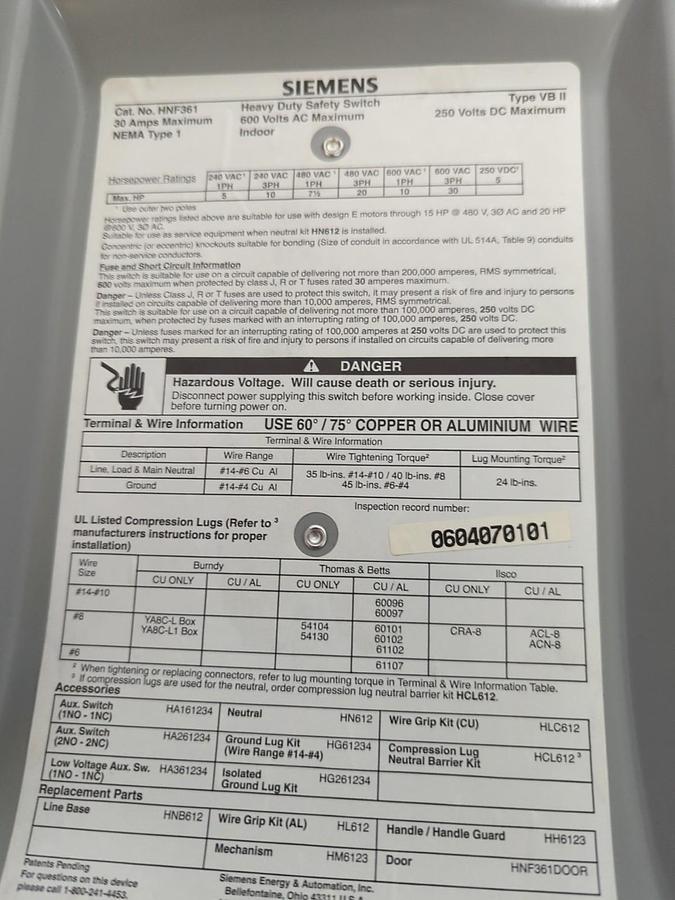 SIEMENS
Cat. No. HNF361
30 Amps Maximum
NEMA Type 1
Heavy Duty Safety Switch
600 Volts AC Maximum
Indoor
Type VB II
250 Volts DC Maximum
Horsepower Ratings 240 VAC¹ 1PH 240 VAC 3PH 480 VAC¹ 1PH 480 VAC 3PH 600 VAC¹ 1PH 600 VAC 3PH 250 VDC¹
Max. HP 5 10 7½ 20 10 30 5
¹ Use outer two poles
Horsepower ratings listed above are suitable for use with design E motors through 15 HP @ 480 V, 3Ø AC and 20 HP
@600 V, 3Ø AC.
Suitable for use as service equipment when neutral kit HN612 is installed.
Concentric (or eccentric) knockouts suitable for bonding (Size of conduit in accordance with UL 514A, Table 9) conduits
for non-service conductors.
Fuse and Short Circuit Information
This switch is suitable for use on a circuit capable of delivering not more than 200,000 amperes, RMS symmetrical,
600 volts maximum when protected by class J, R or T fuses rated 30 amperes maximum.
Danger – Unless Class J, R or T fuses are used to protect this switch, it may present a risk of fire and injury to persons
if installed on circuits capable of delivering more than 10,000 amperes, RMS symmetrical.
This switch is suitable for use on a circuit capable of delivering not more than 100,000 amperes, 250 volts DC
maximum, when protected by fuses marked with an interrupting rating of 100,000 amperes, 250 volts DC.
Danger – Unless fuses marked for an interrupting rating of 100,000 amperes at 250 volts DC are used to protect this
switch, this switch may present a risk of fire and injury to persons if installed on circuits capable of delivering more
than 10,000 amperes.
DANGER
Hazardous Voltage. Will cause death or serious injury.
Disconnect power supplying this switch before working inside. Close cover
before turning power on.
Terminal & Wire Information USE 60° / 75° COPPER OR ALUMINIUM WIRE
Terminal & Wire Information
Description Wire Range Wire Tightening Torque² Lug Mounting Torque²
Line, Load & Main Neutral #14-#6 Cu Al 35 lb-ins. #14-#10 / 40 lb-ins. #8
45 lb-ins. #6-#4 24 lb-ins.
Ground #14-#4 Cu Al
Inspection record number:
0604070101
UL Listed Compression Lugs (Refer to ³
manufacturers instructions for proper
installation)
Wire Size Burndy Thomas & Betts Ilsco
CU ONLY CU / AL CU ONLY CU / AL CU ONLY CU / AL
#14-#10 60096
60097
#8 YA8C-L Box 54104 60101 CRA-8 ACL-8
YA8C-L1 Box 54130 60102 ACN-8
61102
#6 61107
² When tightening or replacing connectors, refer to lug mounting torque in Terminal & Wire Information Table.
³ If compression lugs are used for the neutral, order compression lug neutral barrier kit HCL612.
Accessories
Aux. Switch (1NO - 1NC) HA161234 Neutral HN612 Wire Grip Kit (CU) HLC612
Aux. Switch (2NO - 2NC) HA261234 Ground Lug Kit (Wire Range #14-#4) HG61234 Compression Lug Neutral Barrier Kit HCL612 ³
Low Voltage Aux. Sw. (1NO - 1NC) HA361234 Isolated Ground Lug Kit HG261234
Replacement Parts
Line Base HNB612 Wire Grip Kit (AL) HL612 Handle / Handle Guard HH6123
Mechanism HM6123 Door HNF361DOOR
Patents Pending
For questions on this device
please call 1-800-241-4453.
Siemens Energy & Automation, Inc.
Bellefontaine, Ohio 43311 U.S.A.